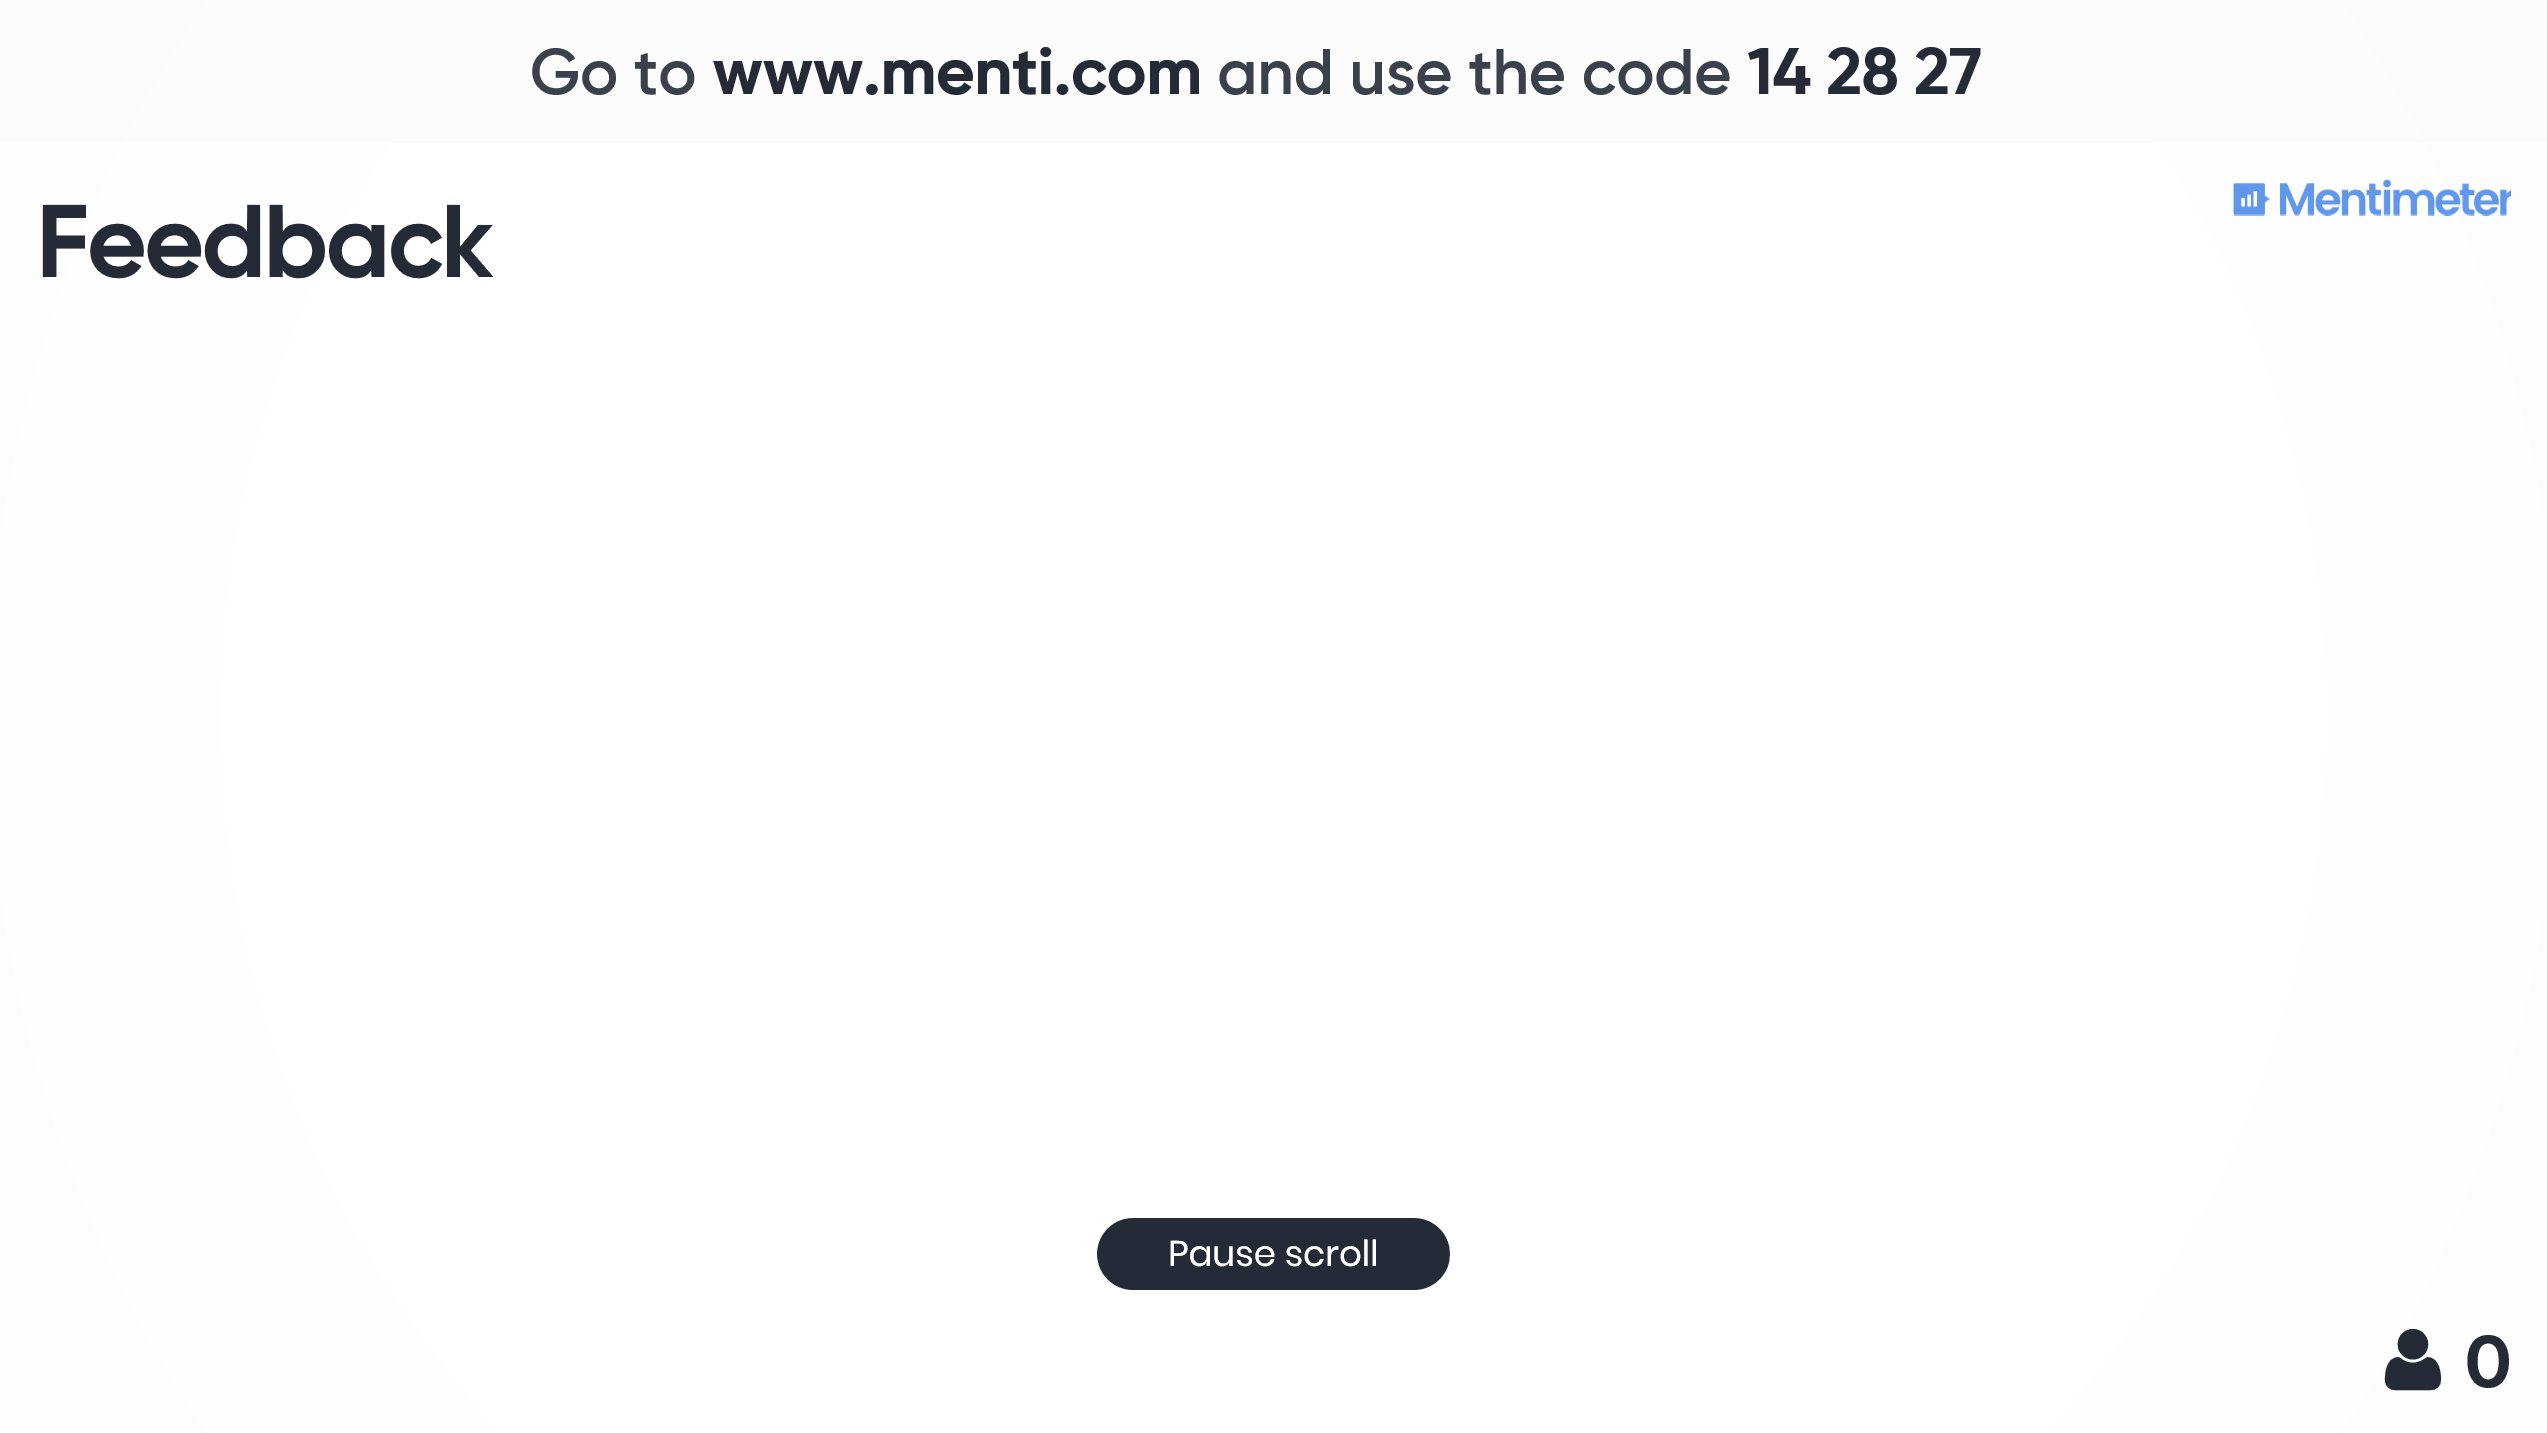 Go to www.menti.com and use the code 14 28 27
Mentimeter
Feedback
Pause scroll
0